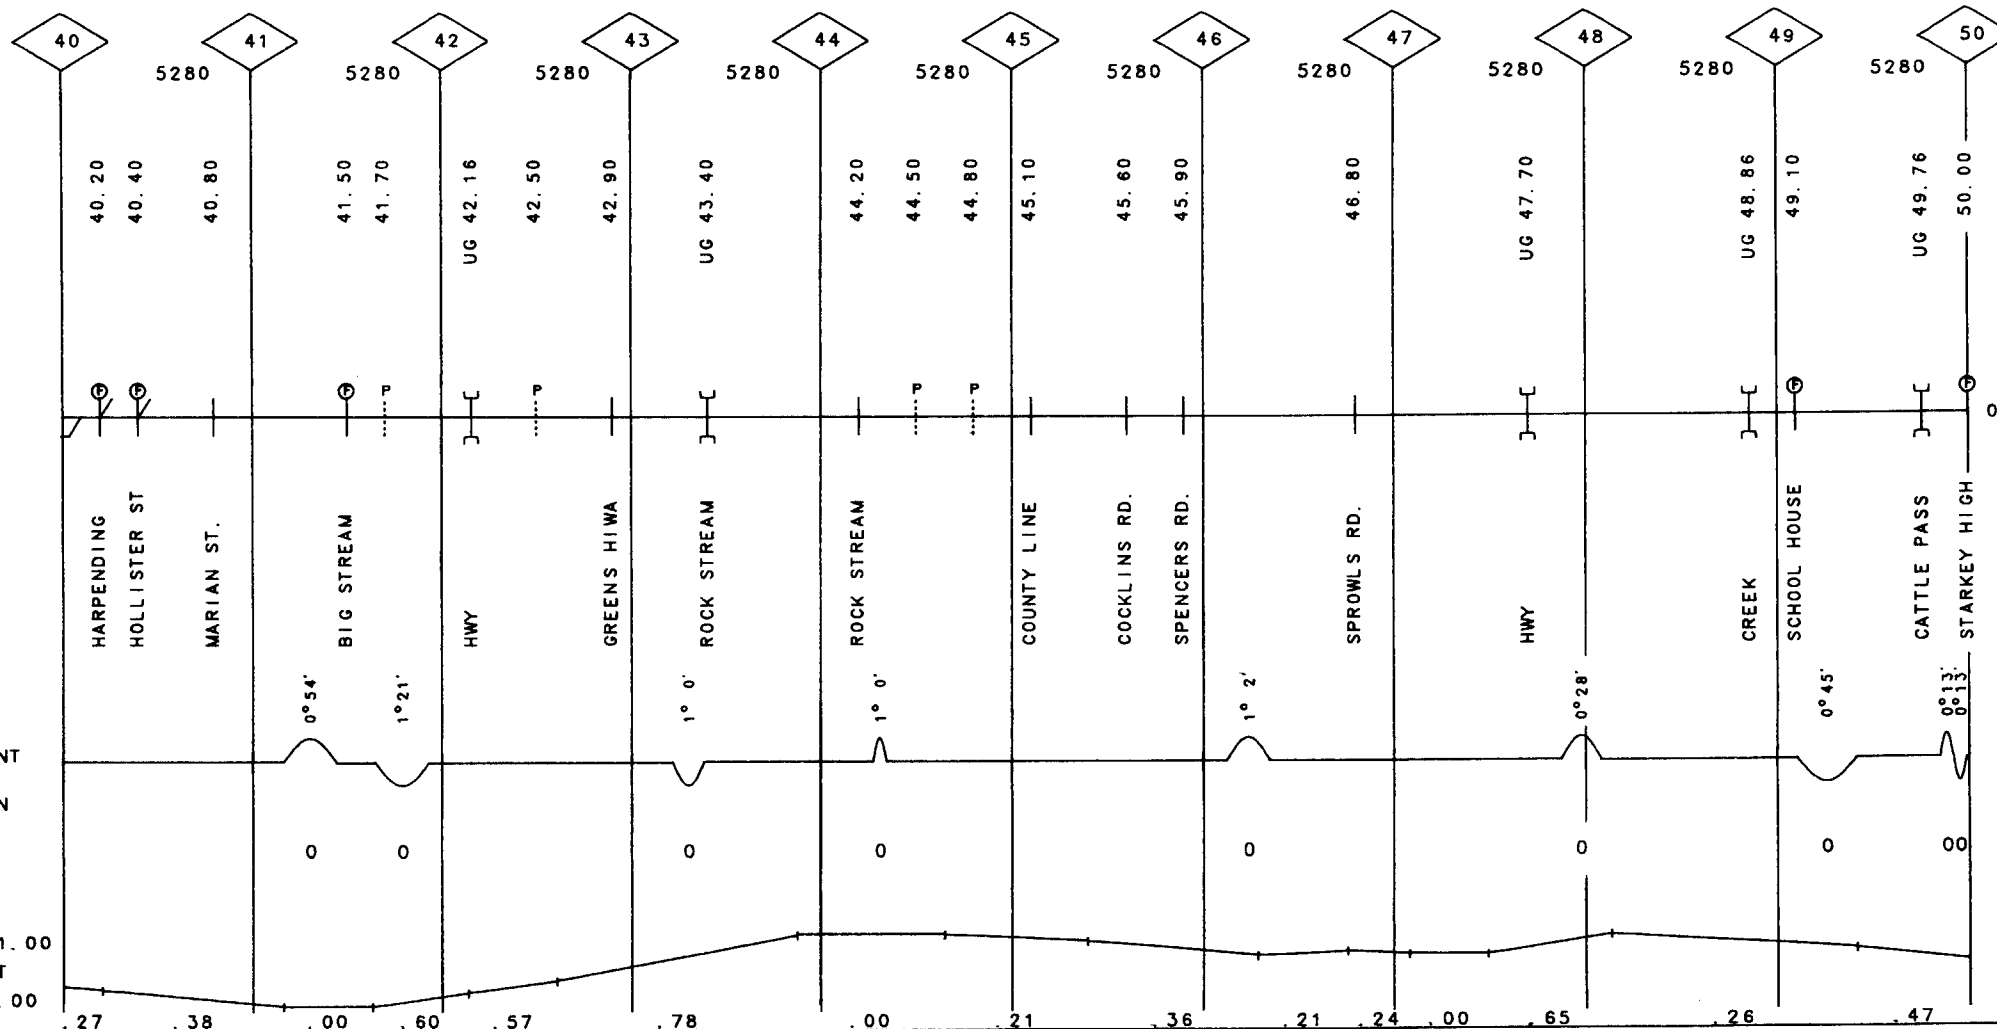 40 41 42 43 44 45 46 47 48 49 50
5280 5280 5280 5280 5280 5280 5280 5280 5280 5280
40.20
40.40
40.80
41.50
41.70
UG 42.16
42.50
42.90
UG 43.40
44.20
44.50
44.80
45.10
45.60
45.90
46.80
UG 47.70
UG 48.86
49.10
UG 49.76
50.00
F F F P P P P F F
0
HARPENDING
HOLLISTER ST
MARIAN ST.
BIG STREAM
HWY
GREENS HIWA
ROCK STREAM
ROCK STREAM
COUNTY LINE
COCKLINS RD.
SPENCERS RD.
SPROWLS RD.
HWY
CREEK
SCHOOL HOUSE
CATTLE PASS
STARKEY HIGH
0°54'
1°21'
1° 0'
1° 0'
1° 2'
0°28'
0°45'
0°13'
0°13'
NT
N
0 0 0 0 0 0 0 00
1.00
T
.00
.27 .38 .00 .60 .57 .78 .00 .21 .36 .21 .24 .00 .65 .26 .47